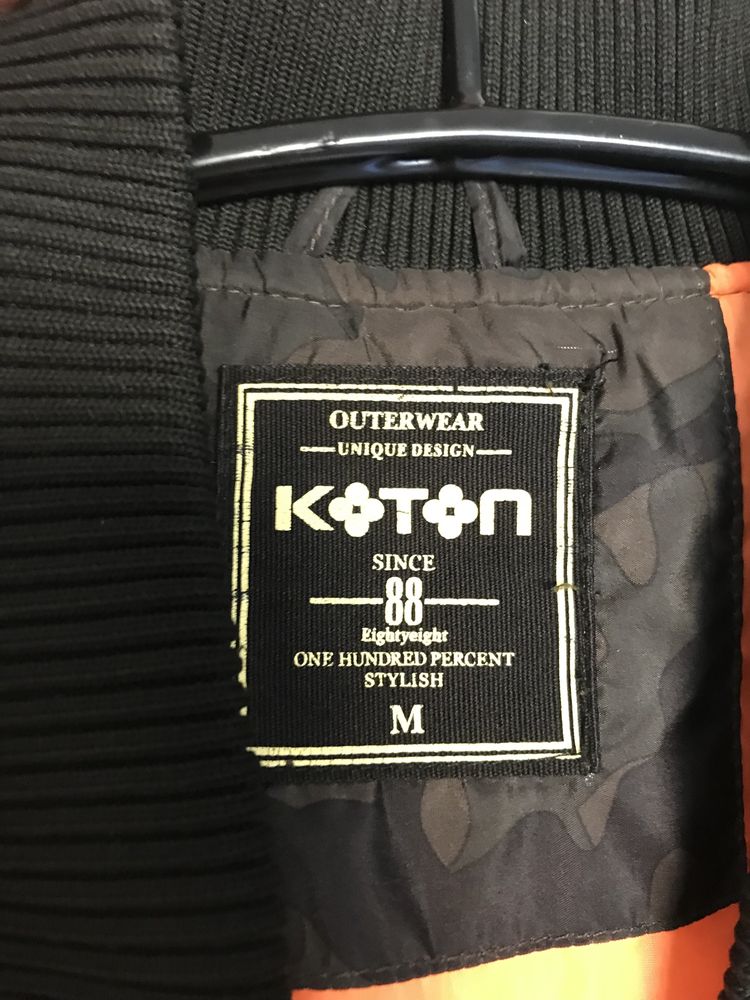 OUTERWEAR
UNIQUE DESIGN
KOTON
SINCE
88
Eightyeight
ONE HUNDRED PERCENT
STYLISH
M